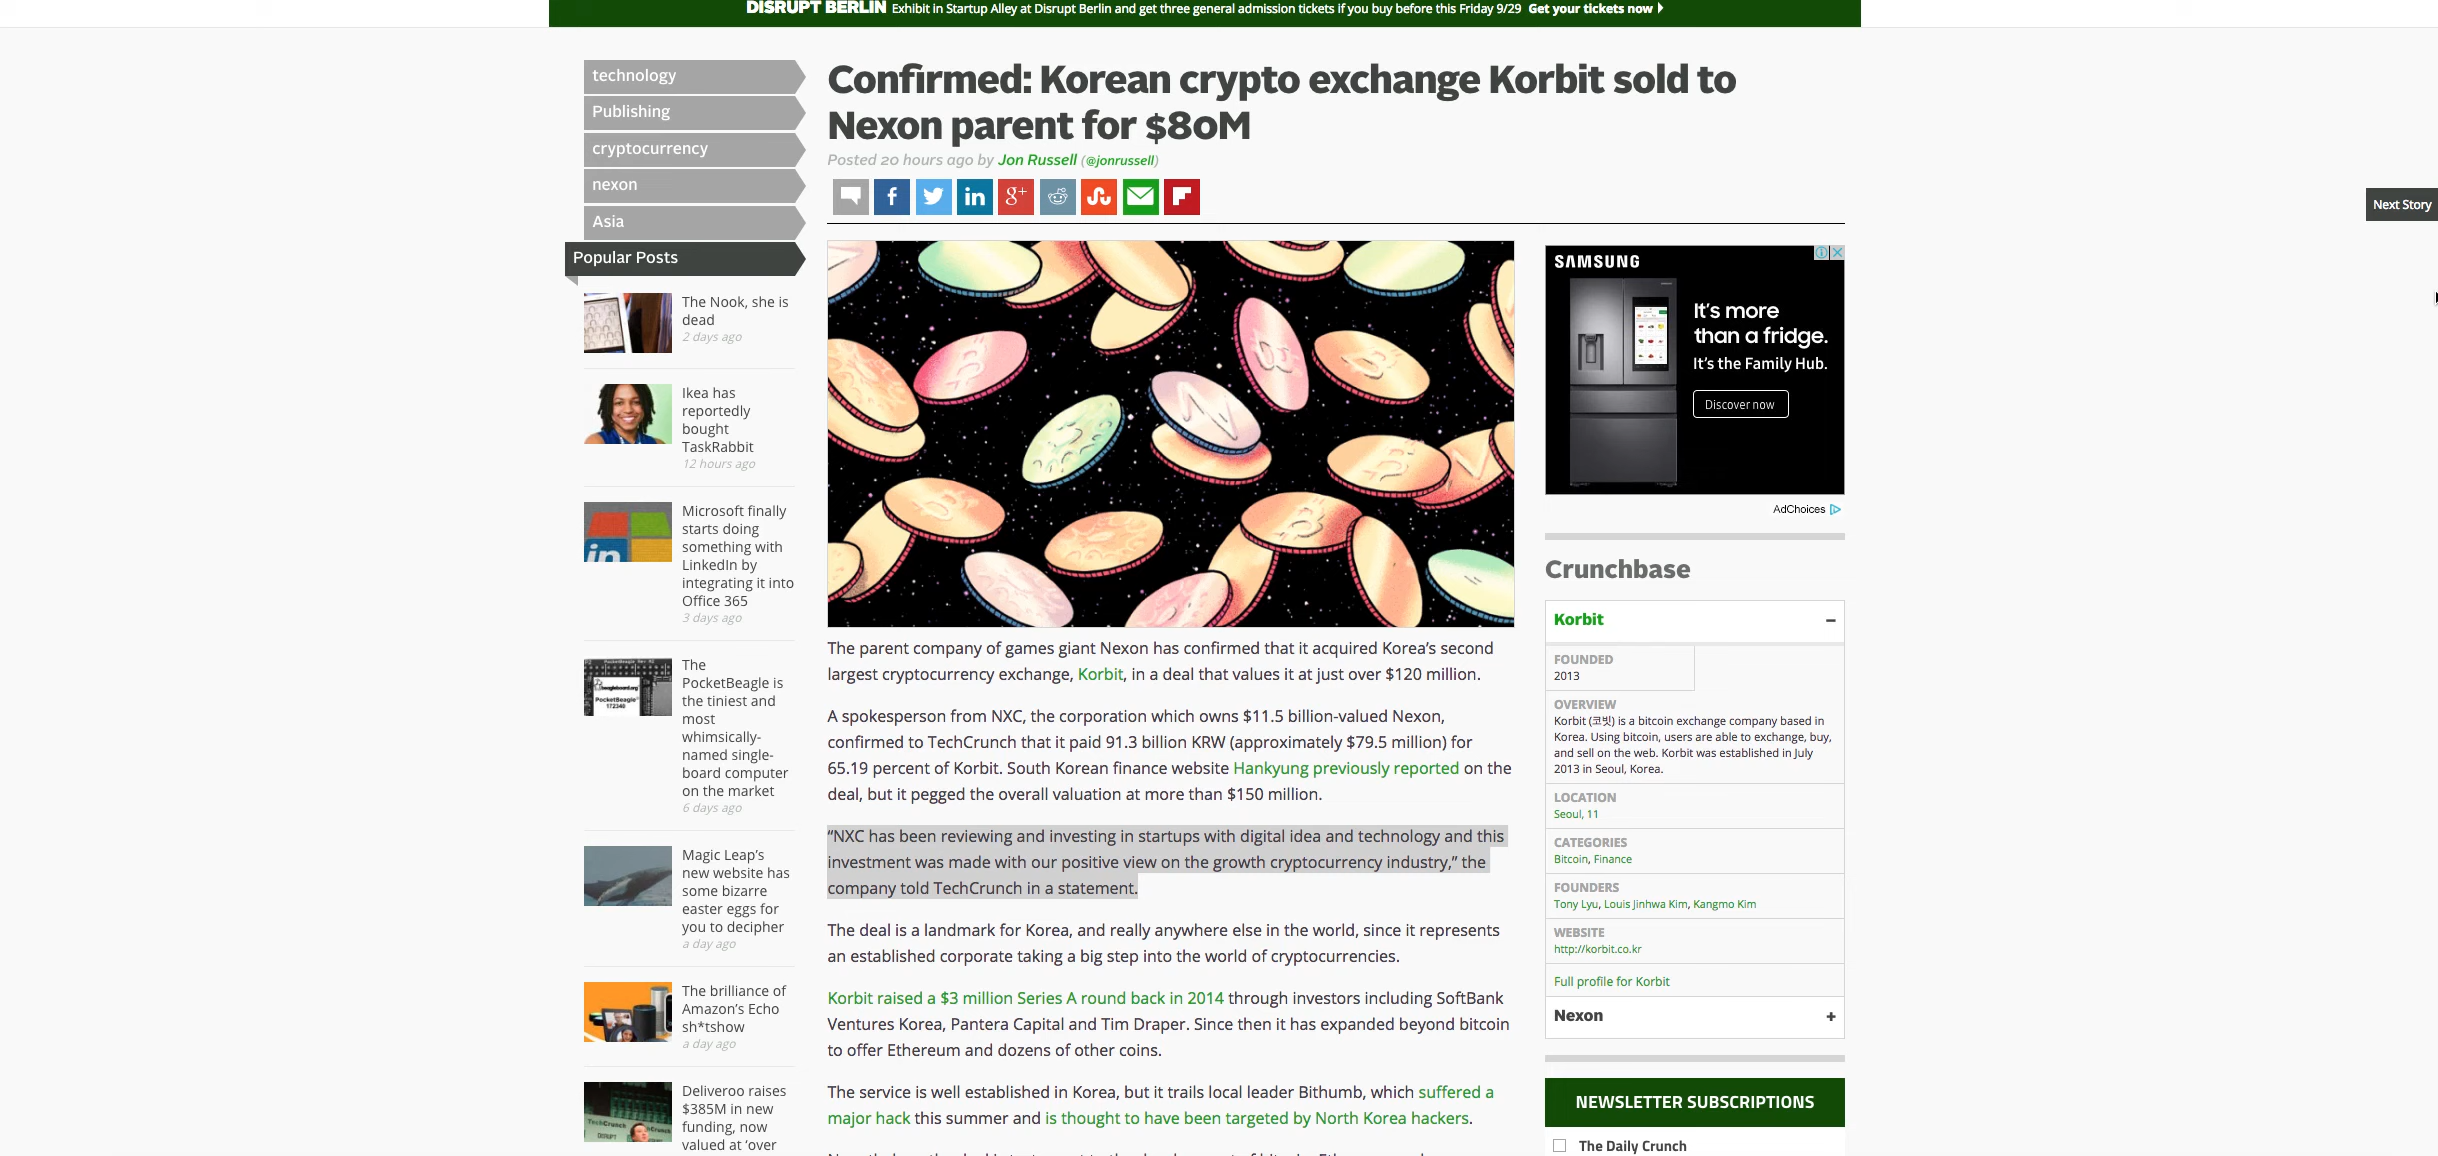 DISRUPT BERLIN Exhibit in Startup Alley at Disrupt Berlin and get three general admission tickets if you buy before this Friday 9/29 Get your tickets now
technology
Publishing
cryptocurrency
nexon
Asia
Popular Posts
The Nook, she is
dead
2 days ago
Ikea has
reportedly
bought
TaskRabbit
12 hours ago
Microsoft finally
starts doing
something with
LinkedIn by
integrating it into
Office 365
3 days ago
The
PocketBeagle is
the tiniest and
most
whimsically-
named single-
board computer
on the market
6 days ago
Magic Leap's
new website has
some bizarre
easter eggs for
you to decipher
a day ago
The brilliance of
Amazon's Echo
sh*tshow
a day ago
Deliveroo raises
$385M in new
funding, now
valued at 'over
Confirmed: Korean crypto exchange Korbit sold to
Nexon parent for $80M
Posted 20 hours ago by Jon Russell (@jonrussell)
The parent company of games giant Nexon has confirmed that it acquired Korea's second
largest cryptocurrency exchange, Korbit, in a deal that values it at just over $120 million.
A spokesperson from NXC, the corporation which owns $11.5 billion-valued Nexon,
confirmed to TechCrunch that it paid 91.3 billion KRW (approximately $79.5 million) for
65.19 percent of Korbit. South Korean finance website Hankyung previously reported on the
deal, but it pegged the overall valuation at more than $150 million.
“NXC has been reviewing and investing in startups with digital idea and technology and this
investment was made with our positive view on the growth cryptocurrency industry,” the
company told TechCrunch in a statement.
The deal is a landmark for Korea, and really anywhere else in the world, since it represents
an established corporate taking a big step into the world of cryptocurrencies.
Korbit raised a $3 million Series A round back in 2014 through investors including SoftBank
Ventures Korea, Pantera Capital and Tim Draper. Since then it has expanded beyond bitcoin
to offer Ethereum and dozens of other coins.
The service is well established in Korea, but it trails local leader Bithumb, which suffered a
major hack this summer and is thought to have been targeted by North Korea hackers.
SAMSUNG
It's more
than a fridge.
It's the Family Hub.
Discover now
AdChoices
Crunchbase
Korbit
FOUNDED
2013
OVERVIEW
Korbit (코빗) is a bitcoin exchange company based in
Korea. Using bitcoin, users are able to exchange, buy,
and sell on the web. Korbit was established in July
2013 in Seoul, Korea.
LOCATION
Seoul, 11
CATEGORIES
Bitcoin, Finance
FOUNDERS
Tony Lyu, Louis Jinhwa Kim, Kangmo Kim
WEBSITE
http://korbit.co.kr
Full profile for Korbit
Nexon
NEWSLETTER SUBSCRIPTIONS
The Daily Crunch
Next Story